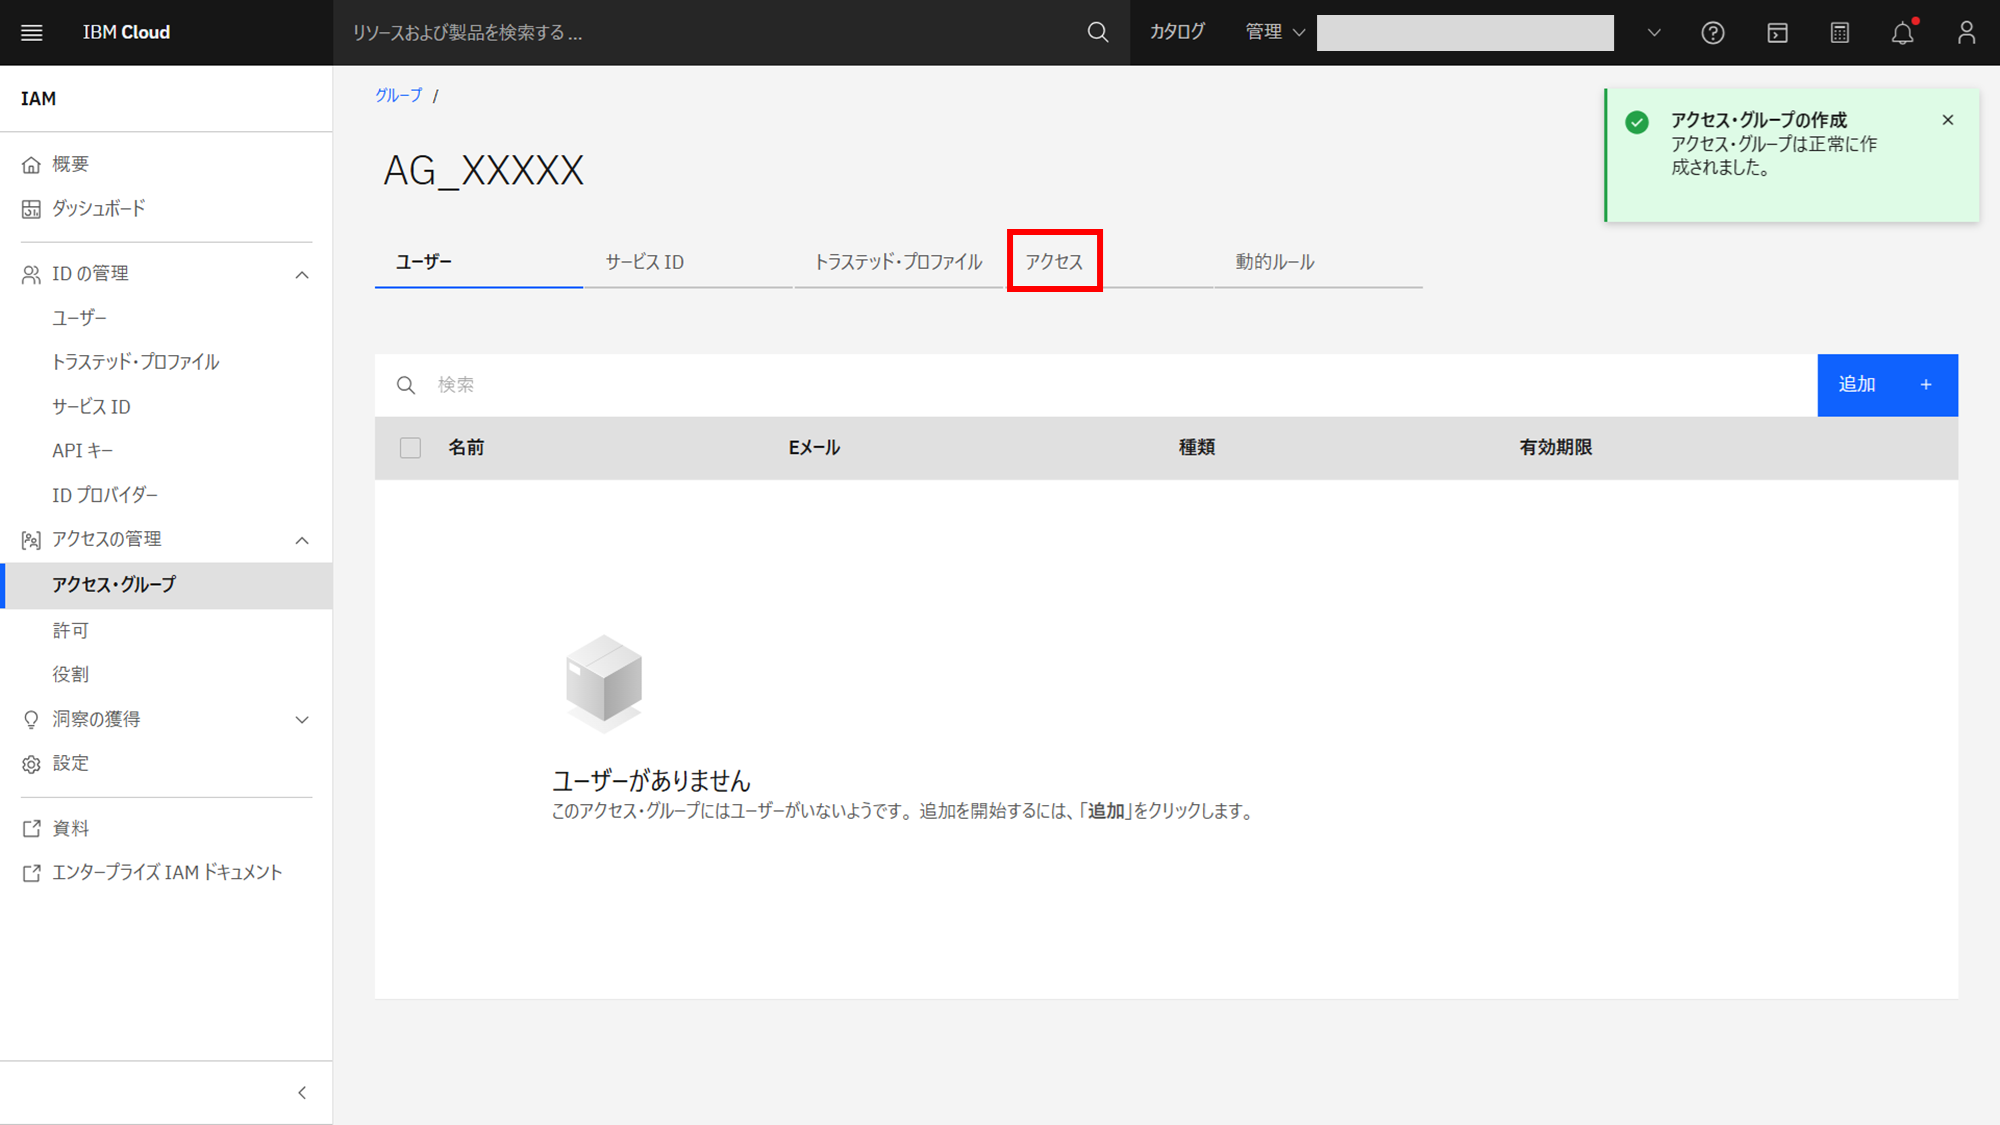 IBM Cloud
リソースおよび製品を検索する ...
カタログ
管理
IAM
概要
ダッシュボード
ID の管理
ユーザー
トラステッド・プロファイル
サービス ID
API キー
ID プロバイダー
アクセスの管理
アクセス・グループ
許可
役割
洞察の獲得
設定
資料
エンタープライズ IAM ドキュメント
グループ /
AG_XXXXX
アクセス・グループの作成
アクセス・グループは正常に作
成されました。
ユーザー
サービス ID
トラステッド・プロファイル
アクセス
動的ルール
検索
追加 +
名前
Eメール
種類
有効期限
ユーザーがありません
このアクセス・グループにはユーザーがいないようです。追加を開始するには、「追加」をクリックします。